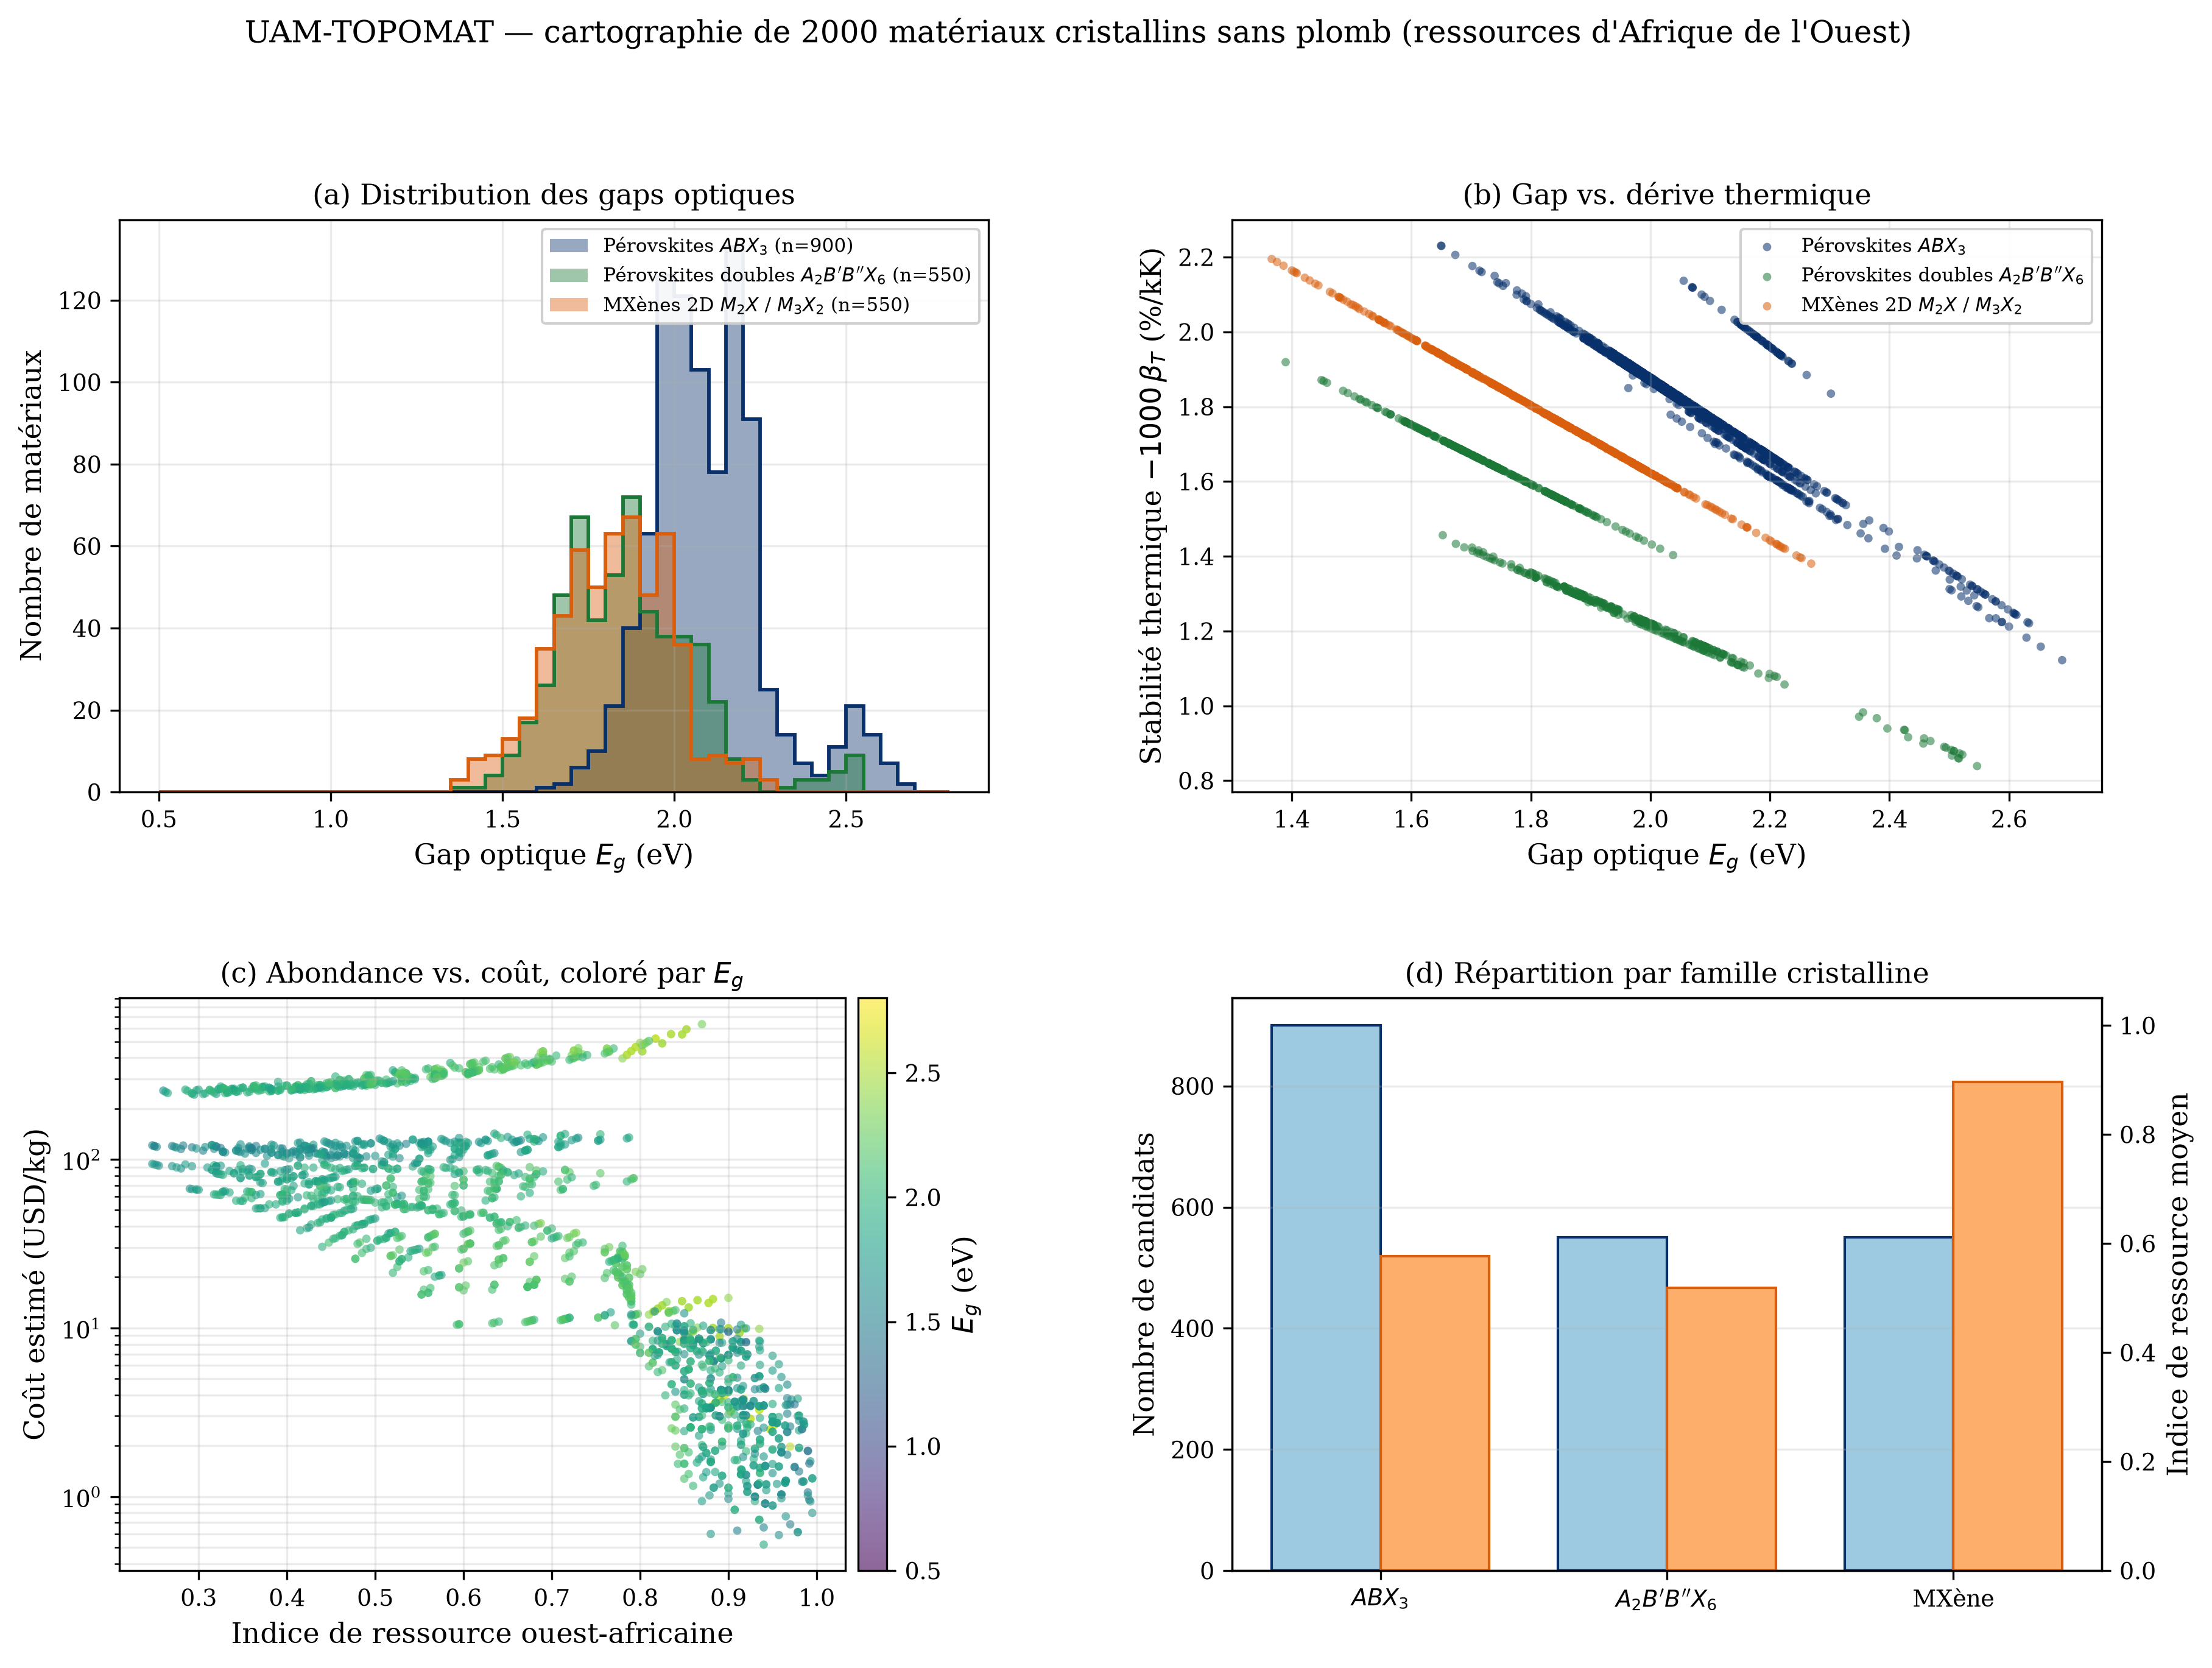 UAM-TOPOMAT — cartographie de 2000 matériaux cristallins sans plomb (ressources d'Afrique de l'Ouest)
(a) Distribution des gaps optiques
Pérovskites ABX₃ (n=900)
Pérovskites doubles A₂B′B″X₆ (n=550)
MXènes 2D M₂X / M₃X₂ (n=550)
Nombre de matériaux
120
100
80
60
40
20
0
0.5 1.0 1.5 2.0 2.5
Gap optique E_g (eV)
(b) Gap vs. dérive thermique
Pérovskites ABX₃
Pérovskites doubles A₂B′B″X₆
MXènes 2D M₂X / M₃X₂
Stabilité thermique −1000 β_T (%/kK)
2.2
2.0
1.8
1.6
1.4
1.2
1.0
0.8
1.4 1.6 1.8 2.0 2.2 2.4 2.6
Gap optique E_g (eV)
(c) Abondance vs. coût, coloré par E_g
Coût estimé (USD/kg)
10²
10¹
10⁰
0.3 0.4 0.5 0.6 0.7 0.8 0.9 1.0
Indice de ressource ouest-africaine
2.5
2.0
1.5
1.0
0.5
E_g (eV)
(d) Répartition par famille cristalline
Nombre de candidats
800
600
400
200
0
ABX₃ A₂B′B″X₆ MXène
1.0
0.8
0.6
0.4
0.2
0.0
Indice de ressource moyen